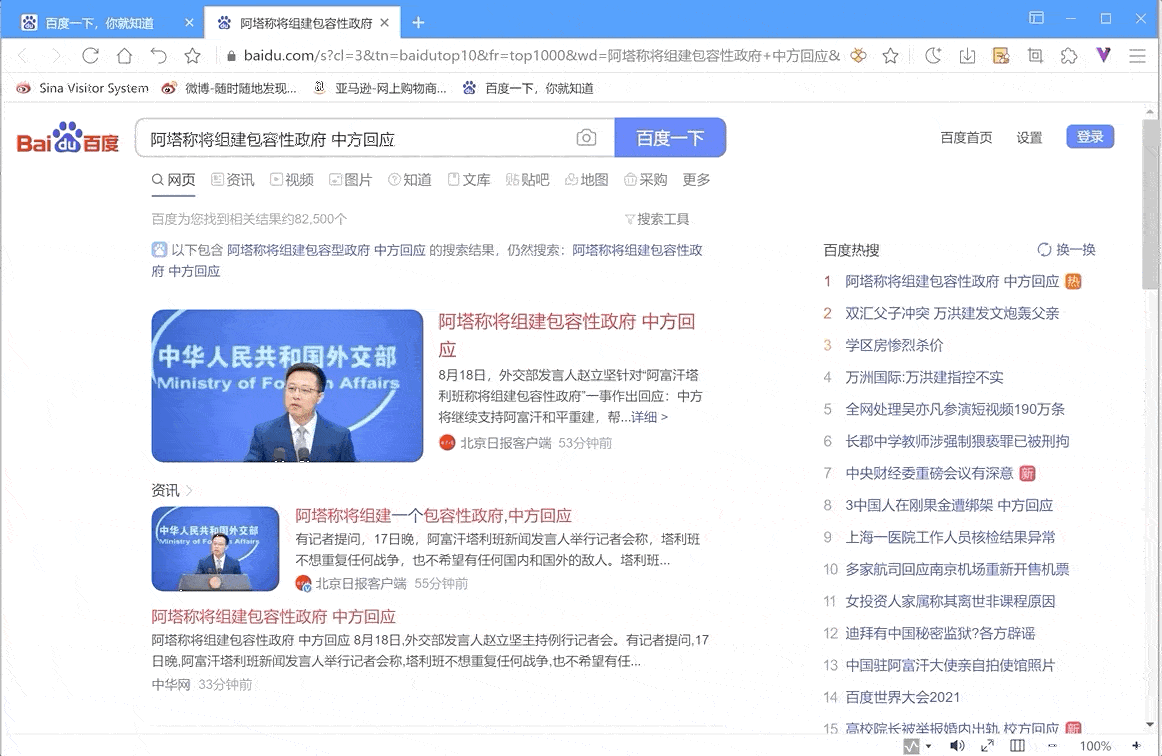 百度一下，你就知道
阿塔称将组建包容性政府
baidu.com/s?cl=3&tn=baidutop10&fr=top1000&wd=阿塔称将组建包容性政府+中方回应&
Sina Visitor System
微博-随时随地发现...
亚马逊-网上购物商...
百度一下，你就知道
Bai du 百度
阿塔称将组建包容性政府 中方回应
百度一下
百度首页
设置
登录
网页 资讯 视频 图片 知道 文库 贴吧 地图 采购 更多
百度为您找到相关结果约82,500个
搜索工具
以下包含 阿塔称将组建包容型政府 中方回应 的搜索结果，仍然搜索：阿塔称将组建包容性政
府 中方回应
中华人民共和国外交部
Ministry of Foreign Affairs
阿塔称将组建包容性政府 中方回
应
8月18日，外交部发言人赵立坚针对“阿富汗塔
利班称将组建包容性政府”一事作出回应：中方
将继续支持阿富汗和平重建，帮...详细 >
北京日报客户端 53分钟前
资讯
中华人民共和国外交部
Ministry of Foreign Affairs
阿塔称将组建一个包容性政府,中方回应
有记者提问，17日晚，阿富汗塔利班新闻发言人举行记者会称，塔利班
不想重复任何战争，也不希望有任何国内和国外的敌人。塔利班...
北京日报客户端 55分钟前
阿塔称将组建包容性政府 中方回应
阿塔称将组建包容性政府 中方回应 8月18日,外交部发言人赵立坚主持例行记者会。有记者提问,17
日晚,阿富汗塔利班新闻发言人举行记者会称,塔利班不想重复任何战争,也不希望有任...
中华网 33分钟前
百度热搜
换一换
1 阿塔称将组建包容性政府 中方回应 热
2 双汇父子冲突 万洪建发文炮轰父亲
3 学区房惨烈杀价
4 万洲国际:万洪建指控不实
5 全网处理吴亦凡参演短视频190万条
6 长郡中学教师涉强制猥亵罪已被刑拘
7 中央财经委重磅会议有深意 新
8 3中国人在刚果金遭绑架 中方回应
9 上海一医院工作人员核检结果异常
10 多家航司回应南京机场重新开售机票
11 女投资人家属称其离世非课程原因
12 迪拜有中国秘密监狱?各方辟谣
13 中国驻阿富汗大使亲自拍使馆照片
14 百度世界大会2021
15 高校院长被举报婚内出轨 校方回应 新
100%